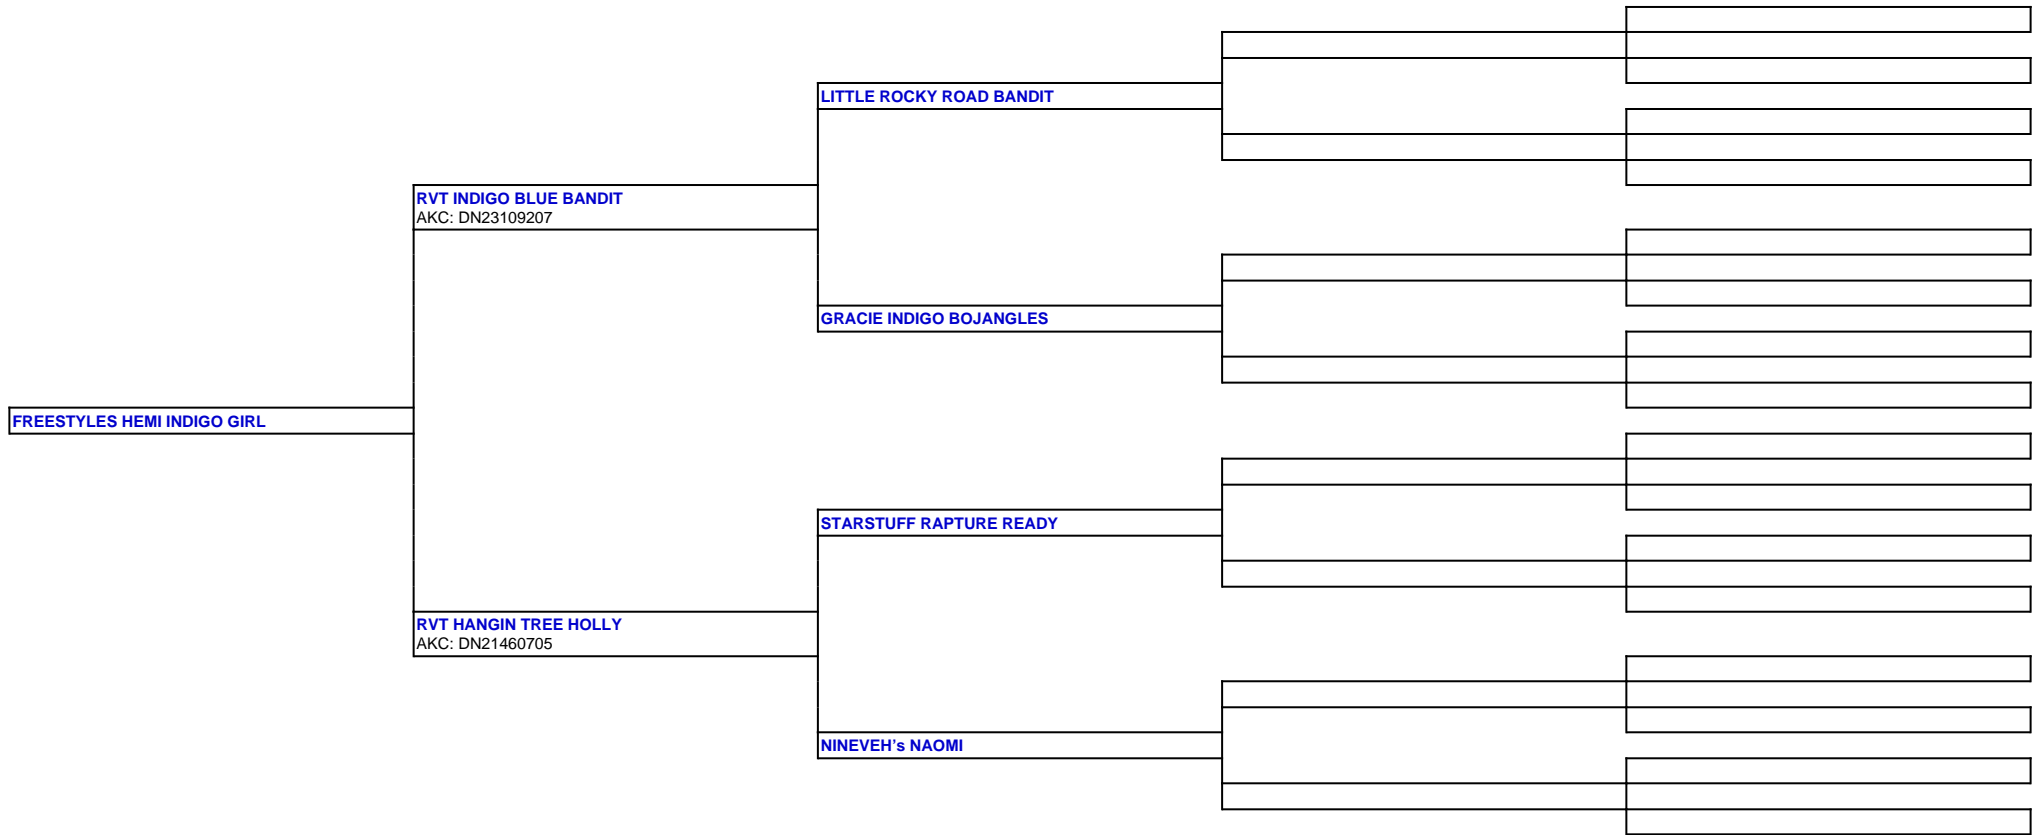 LITTLE ROCKY ROAD BANDIT
RVT INDIGO BLUE BANDIT
AKC: DN23109207
GRACIE INDIGO BOJANGLES
FREESTYLES HEMI INDIGO GIRL
STARSTUFF RAPTURE READY
RVT HANGIN TREE HOLLY
AKC: DN21460705
NINEVEH's NAOMI